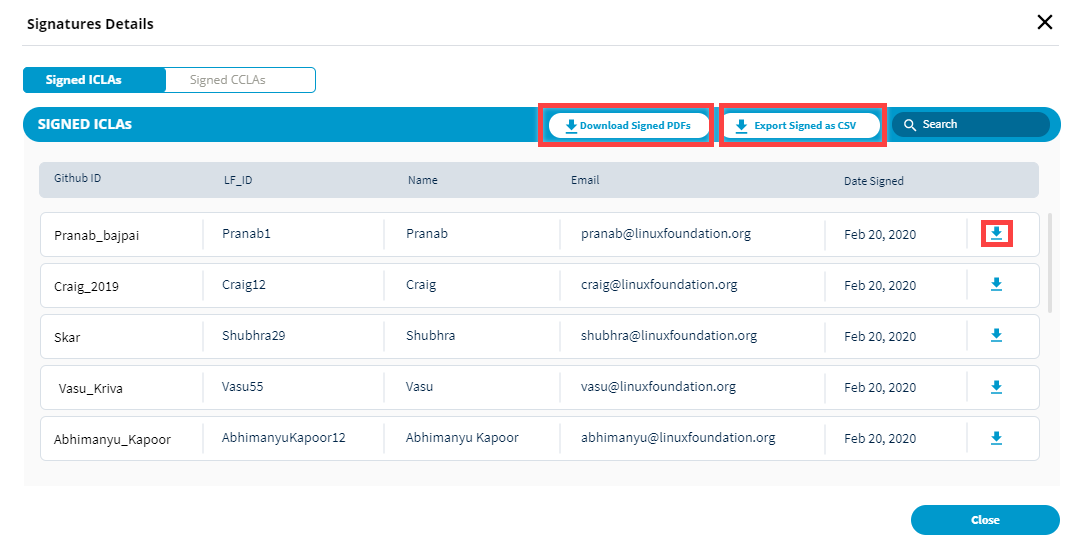 Signatures Details
Signed ICLAs Signed CCLAs
SIGNED ICLAs Download Signed PDFs Export Signed as CSV Search
Github ID LF_ID Name Email Date Signed
Pranab_bajpai Pranab1 Pranab pranab@linuxfoundation.org Feb 20, 2020
Craig_2019 Craig12 Craig craig@linuxfoundation.org Feb 20, 2020
Skar Shubhra29 Shubhra shubhra@linuxfoundation.org Feb 20, 2020
Vasu_Kriva Vasu55 Vasu vasu@linuxfoundation.org Feb 20, 2020
Abhimanyu_Kapoor AbhimanyuKapoor12 Abhimanyu Kapoor abhimanyu@linuxfoundation.org Feb 20, 2020
Close